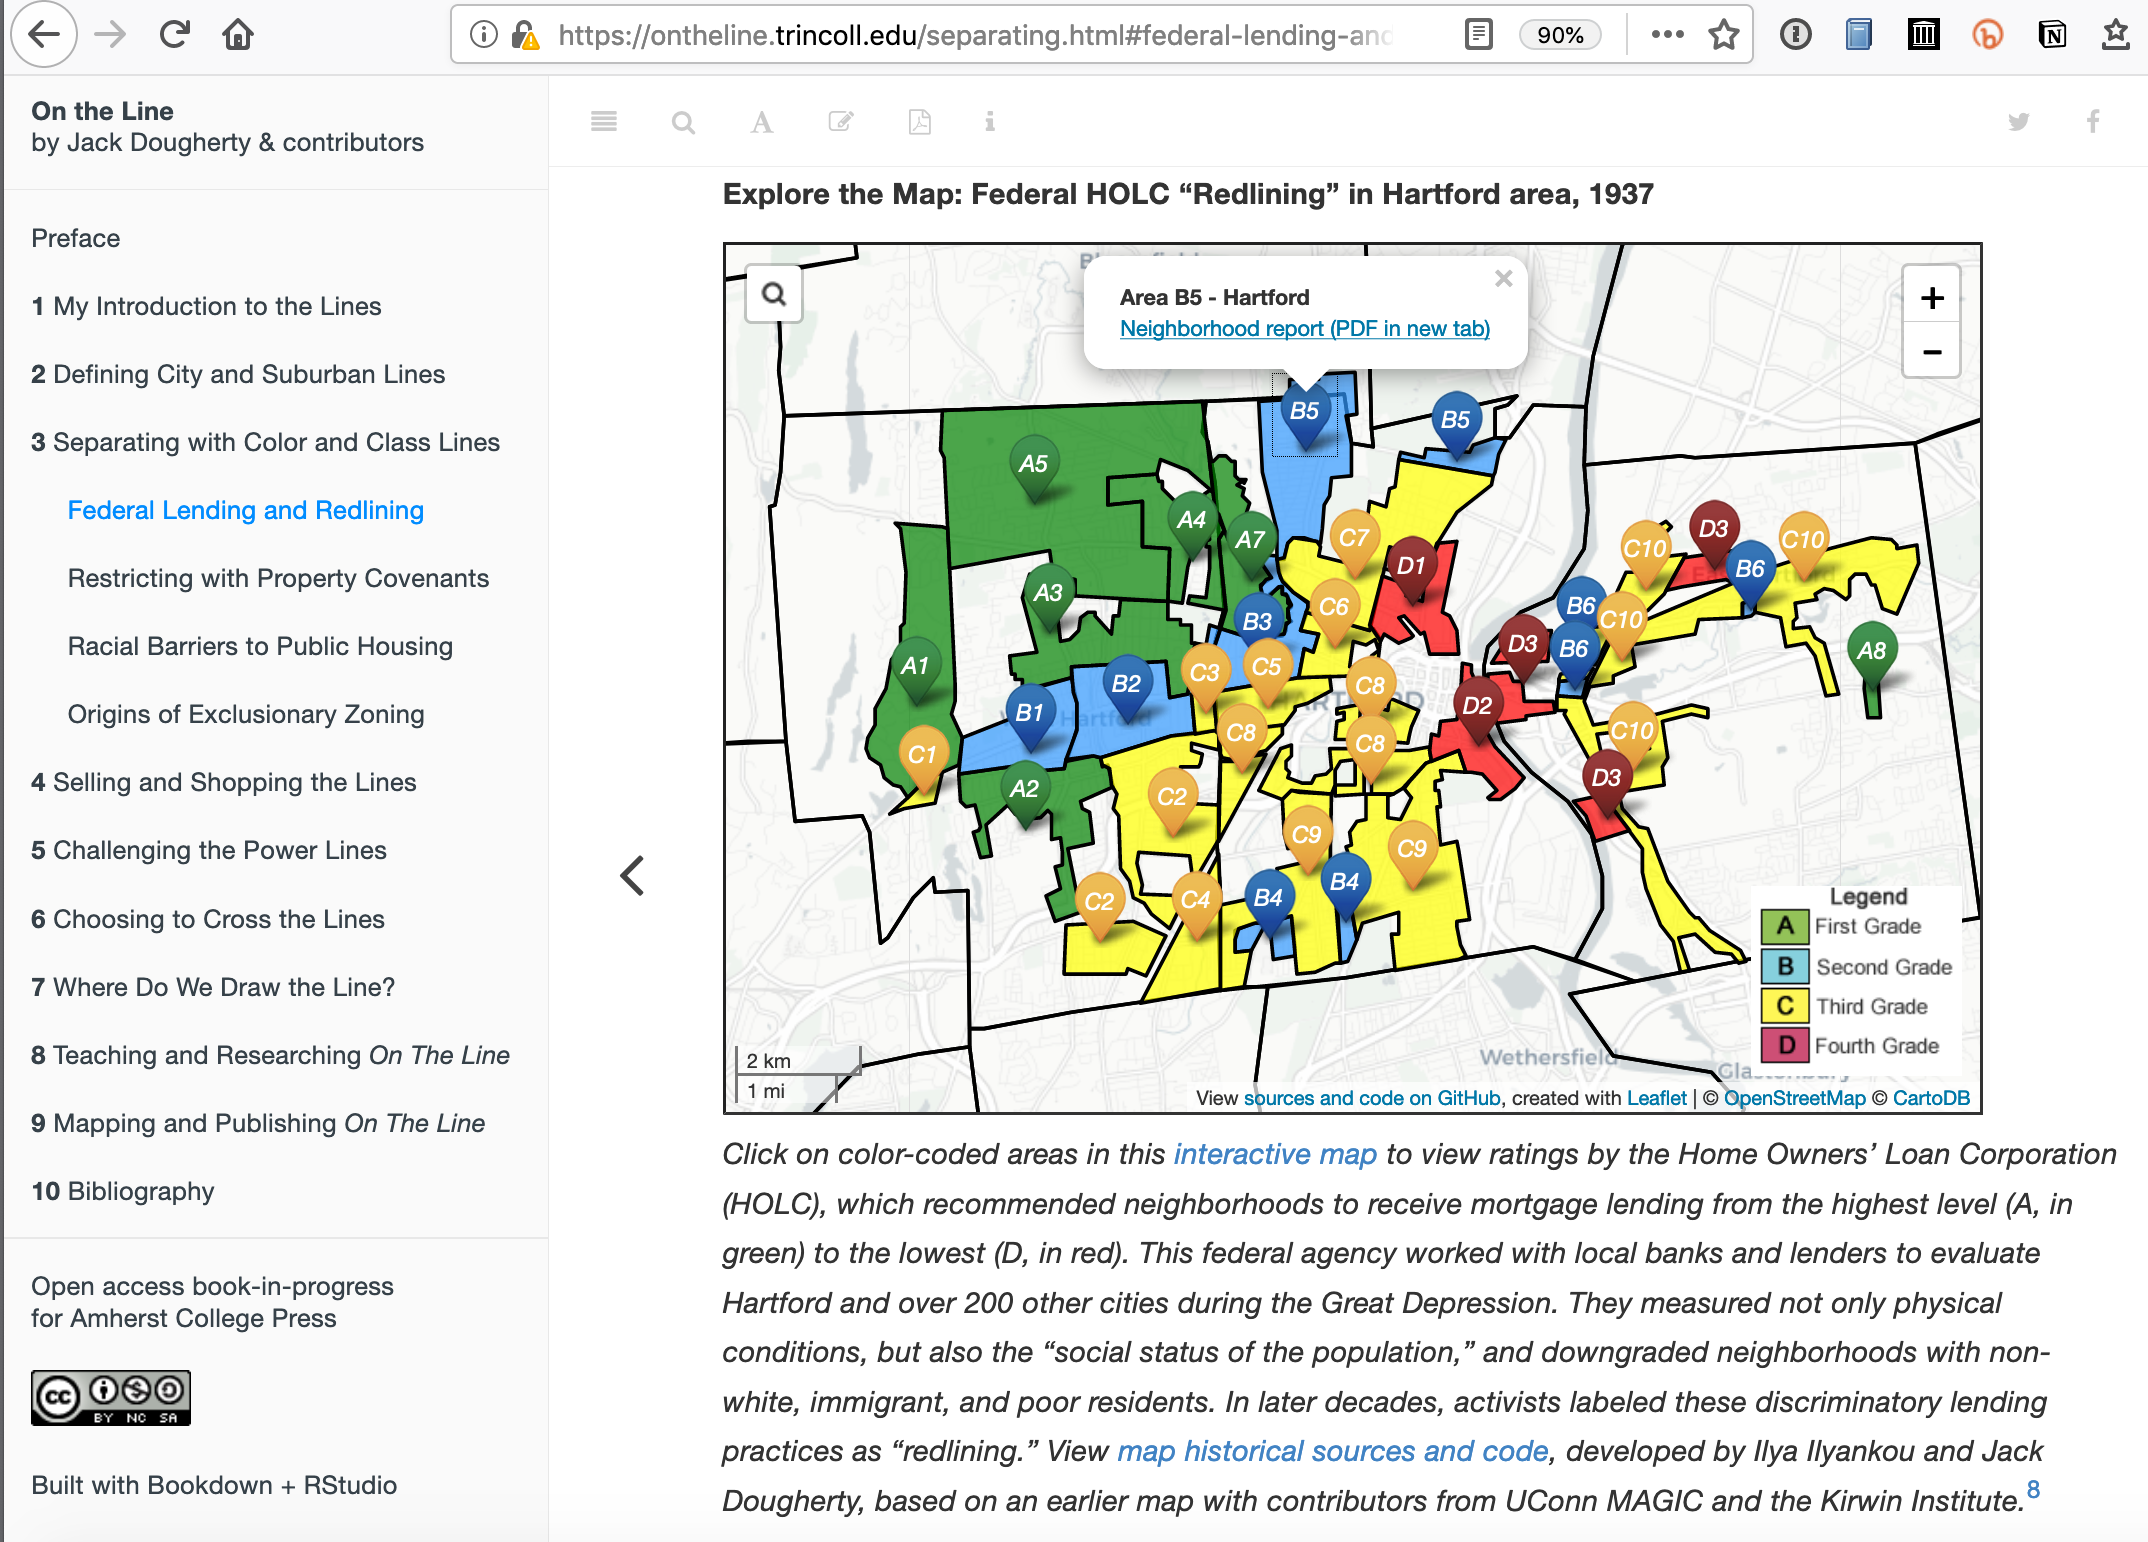 https://ontheline.trincoll.edu/separating.html#federal-lending-and
90%
On the Line
by Jack Dougherty & contributors
Preface
1 My Introduction to the Lines
2 Defining City and Suburban Lines
3 Separating with Color and Class Lines
Federal Lending and Redlining
Restricting with Property Covenants
Racial Barriers to Public Housing
Origins of Exclusionary Zoning
4 Selling and Shopping the Lines
5 Challenging the Power Lines
6 Choosing to Cross the Lines
7 Where Do We Draw the Line?
8 Teaching and Researching On The Line
9 Mapping and Publishing On The Line
10 Bibliography
Open access book-in-progress
for Amherst College Press
cc
BY NC SA
Built with Bookdown + RStudio
Explore the Map: Federal HOLC “Redlining” in Hartford area, 1937
Area B5 - Hartford
Neighborhood report (PDF in new tab)
×
+
−
B5
B5
A5
A4
A7
C7
D1
C10
D3
B6
C10
A3
B3
C6
B6
C10
D3
B6
A8
A1
B1
B2
C3
C5
C8
D2
Hartford
C1
A2
C8
C8
C10
D3
C2
C9
C9
C2
C4
B4
B4
Wethersfield
Legend
A First Grade
B Second Grade
C Third Grade
D Fourth Grade
2 km
1 mi
View sources and code on GitHub, created with Leaflet | © OpenStreetMap © CartoDB
Click on color-coded areas in this interactive map to view ratings by the Home Owners’ Loan Corporation
(HOLC), which recommended neighborhoods to receive mortgage lending from the highest level (A, in
green) to the lowest (D, in red). This federal agency worked with local banks and lenders to evaluate
Hartford and over 200 other cities during the Great Depression. They measured not only physical
conditions, but also the “social status of the population,” and downgraded neighborhoods with non-
white, immigrant, and poor residents. In later decades, activists labeled these discriminatory lending
practices as “redlining.” View map historical sources and code, developed by Ilya Ilyankou and Jack
Dougherty, based on an earlier map with contributors from UConn MAGIC and the Kirwin Institute.8